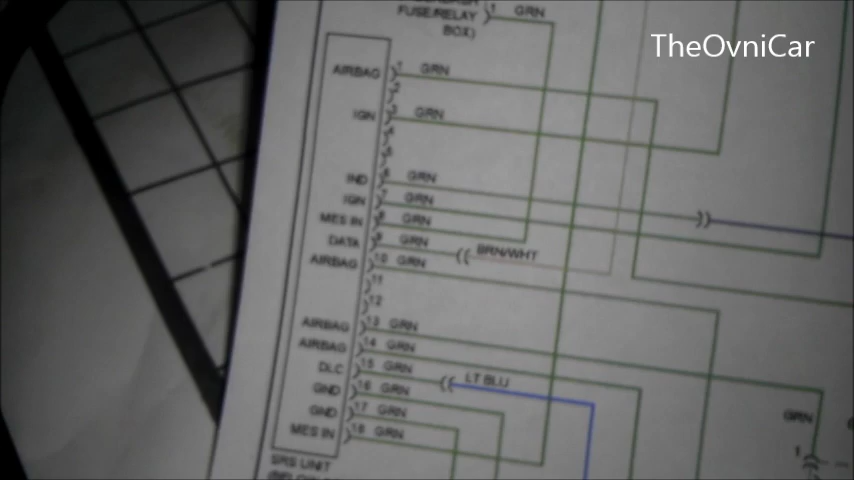 FUSE/RELAY
BOX)
1 GRN
TheOvniCar
AIRBAG 1 GRN
2
IGN 3 GRN
4
5
IND 6 GRN
IGN 7 GRN
MES IN 8 GRN
DATA 9 GRN BRN/WHT
AIRBAG 10 GRN
11
12
AIRBAG 13 GRN
AIRBAG 14 GRN
DLC 15 GRN LT BLU
GND 16 GRN
GND 17 GRN
MES IN 18 GRN
GRN
1
SRS UNIT